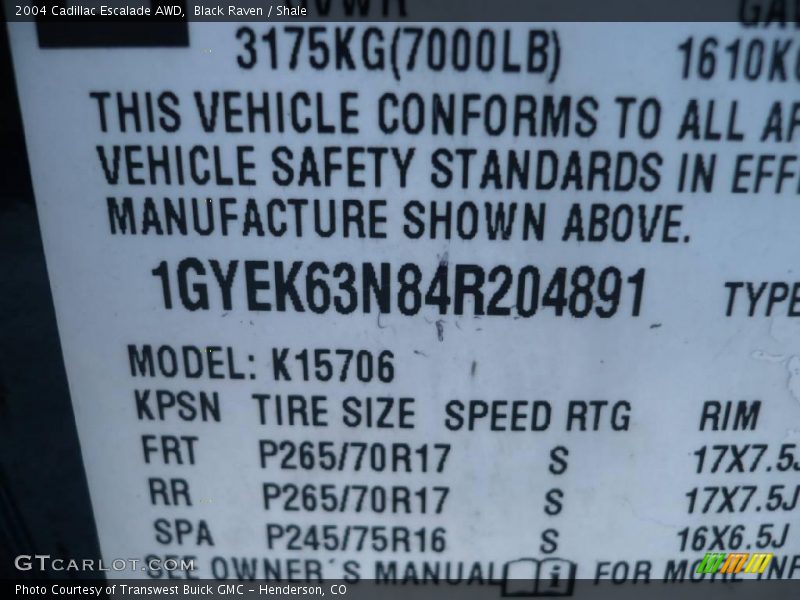 2004 Cadillac Escalade AWD, Black Raven / Shale
3175KG(7000LB)
THIS VEHICLE CONFORMS TO ALL
VEHICLE SAFETY STANDARDS IN
MANUFACTURE SHOWN ABOVE.
1GYEK63N84R204891 TYPE
MODEL: K15706
KPSN TIRE SIZE SPEED RTG RIM
FRT P265/70R17 S 17X7.5J
RR P265/70R17 S 17X7.5J
SPA P245/75R16 S 16X6.5J
SEE OWNER'S MANUAL i FOR MORE INF
GTCARLOT.COM
Photo Courtesy of Transwest Buick GMC - Henderson, CO